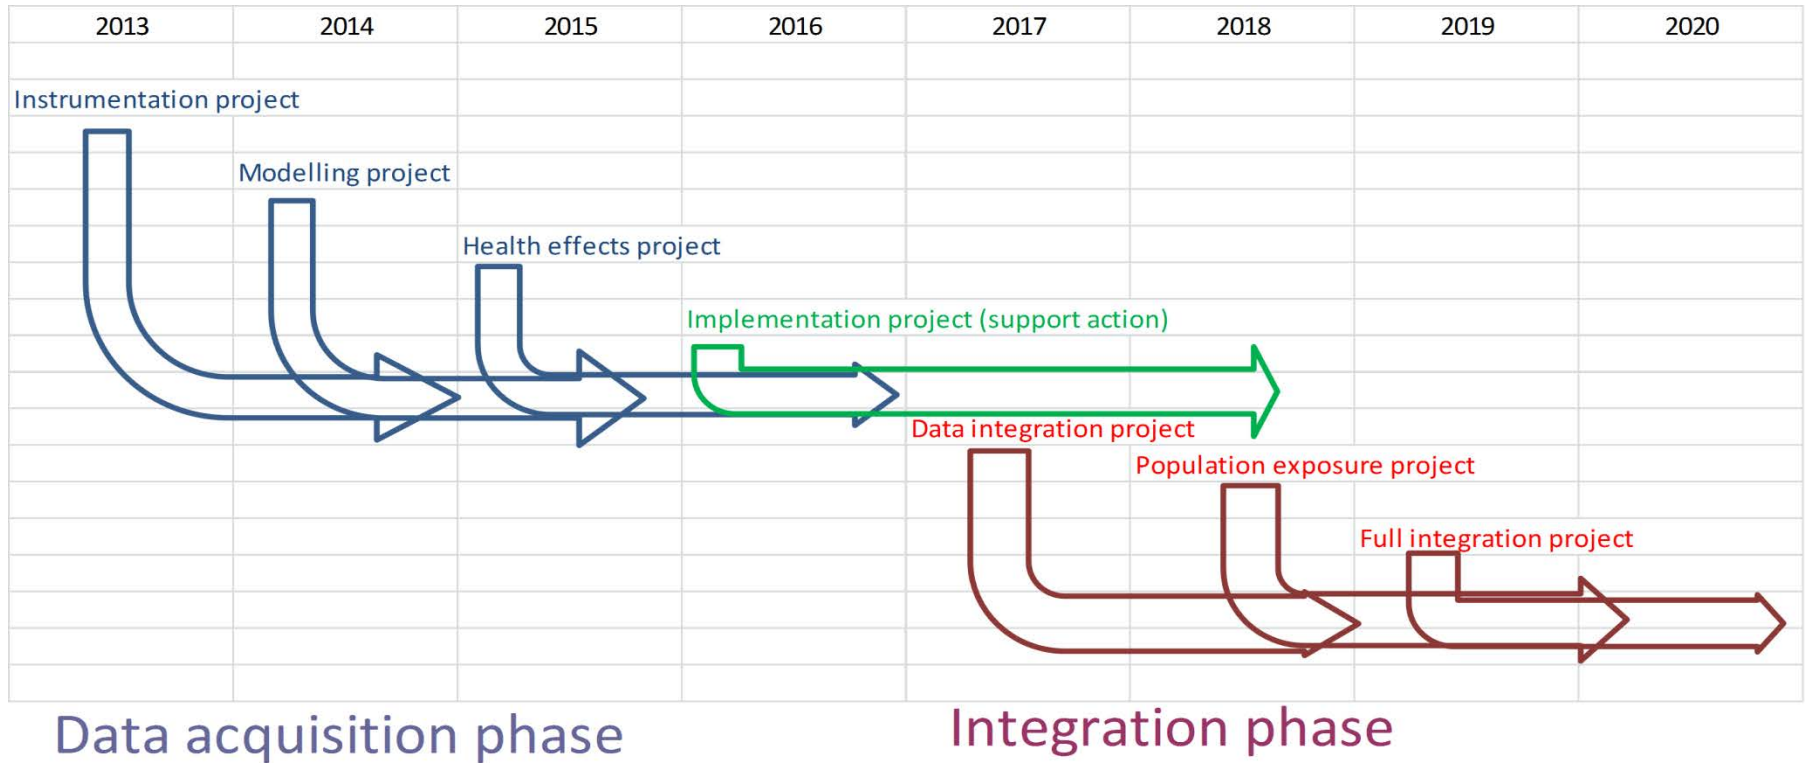 2013 2014 2015 2016 2017 2018 2019 2020
Instrumentation project
Modelling project
Health effects project
Implementation project (support action)
Data integration project
Population exposure project
Full integration project
Data acquisition phase
Integration phase